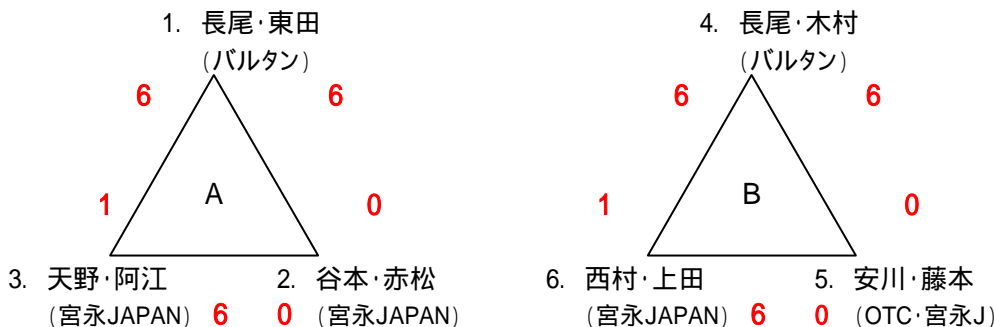 1. 長尾・東田 4. 長尾・木村
(バルタン) (バルタン)
6 6 6 6
A B
1 0 1 0
3. 天野・阿江 2. 谷本・赤松 6. 西村・上田 5. 安川・藤本
(宮永JAPAN) 6 0 (宮永JAPAN) (宮永JAPAN) 6 0 (OTC・宮永J)